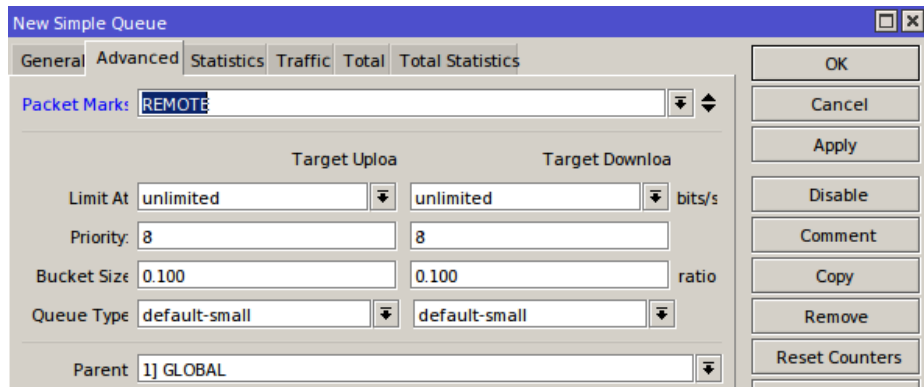 New Simple Queue
General Advanced Statistics Traffic Total Total Statistics
Packet Marks REMOTE
Target Uploa Target Downloa
Limit At unlimited unlimited bits/s
Priority: 8 8
Bucket Size 0.100 0.100 ratio
Queue Type default-small default-small
Parent 1] GLOBAL
OK
Cancel
Apply
Disable
Comment
Copy
Remove
Reset Counters